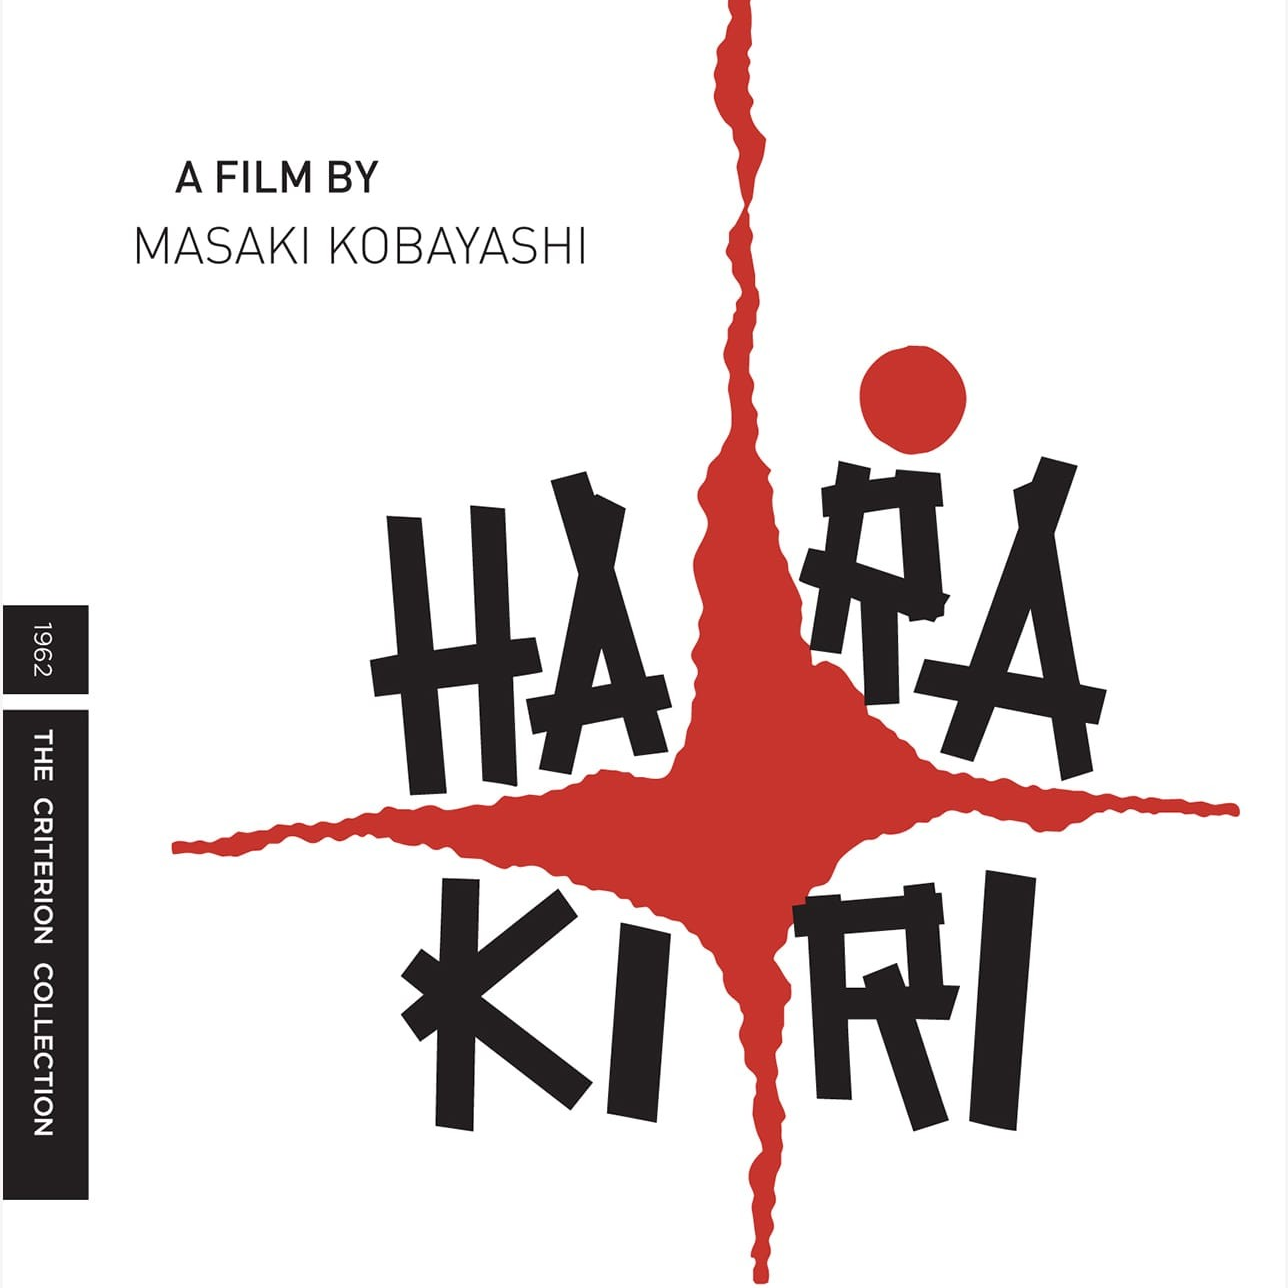 A FILM BY
MASAKI KOBAYASHI
HARA
KIRI
1962
THE CRITERION COLLECTION